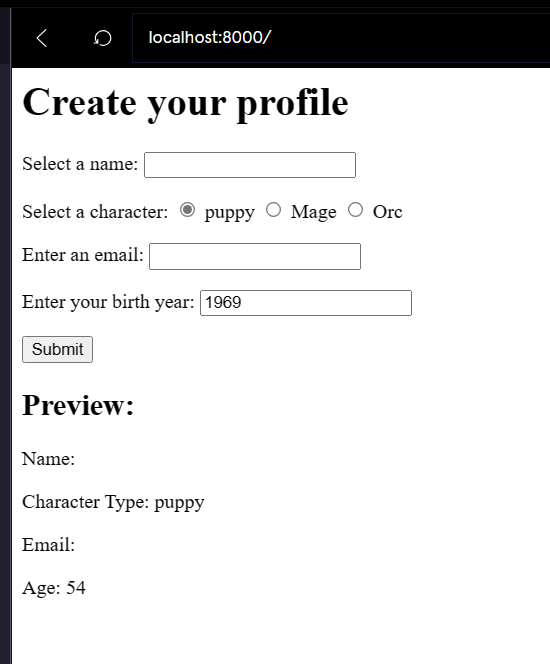 localhost:8000/
Create your profile
Select a name:
Select a character: puppy Mage Orc
Enter an email:
Enter your birth year: 1969
Submit
Preview:
Name:
Character Type: puppy
Email:
Age: 54